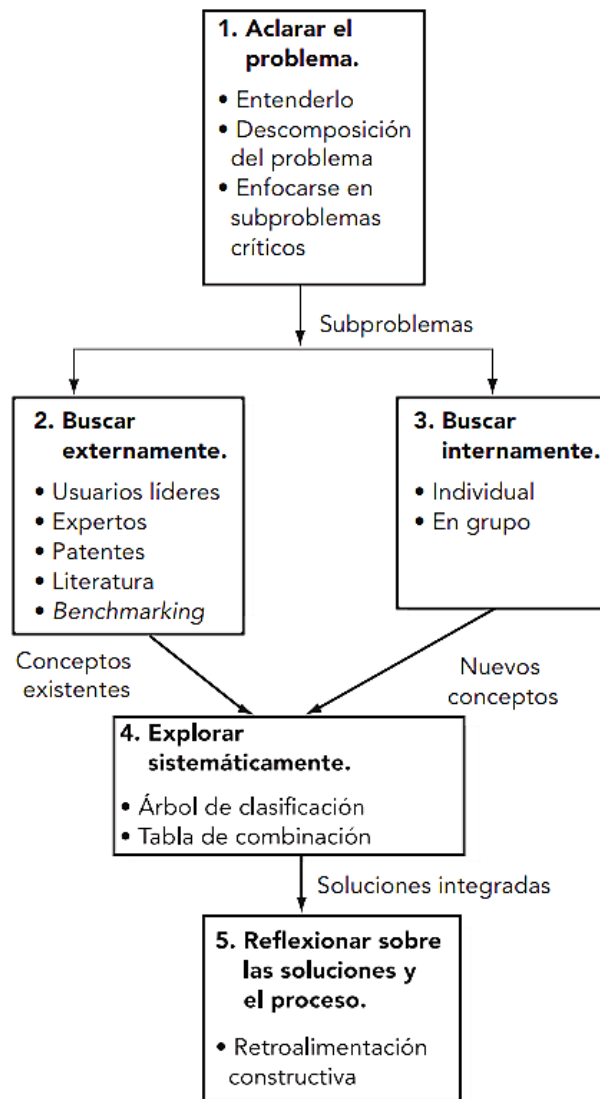 1. Aclarar el
problema.
• Entenderlo
• Descomposición
del problema
• Enfocarse en
subproblemas
críticos
Subproblemas
2. Buscar
externamente.
• Usuarios líderes
• Expertos
• Patentes
• Literatura
• Benchmarking
3. Buscar
internamente.
• Individual
• En grupo
Conceptos
existentes
Nuevos
conceptos
4. Explorar
sistemáticamente.
• Árbol de clasificación
• Tabla de combinación
Soluciones integradas
5. Reflexionar sobre
las soluciones y
el proceso.
• Retroalimentación
constructiva